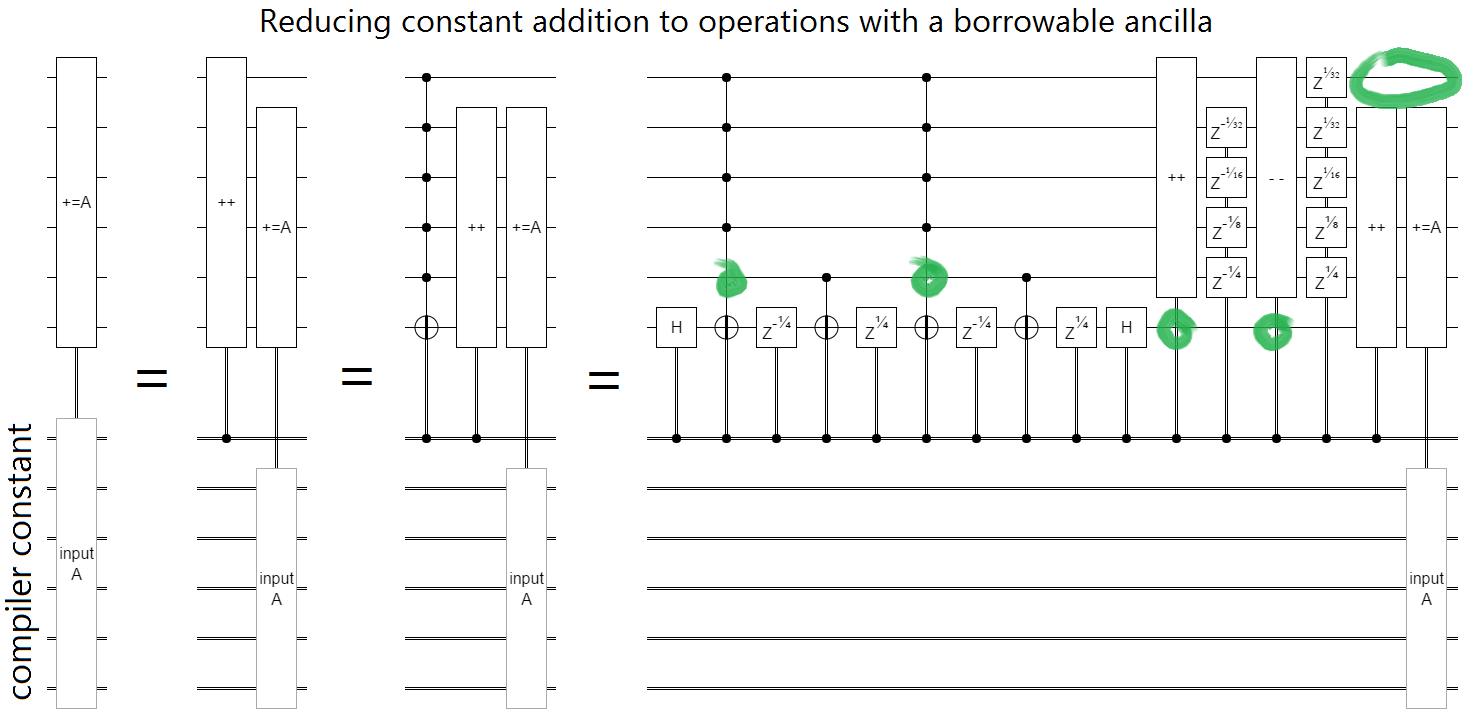 Reducing constant addition to operations with a borrowable ancilla
+=A
++
+=A
++
+=A
H
Z^-¼
Z^¼
Z^-¼
Z^¼
H
++
Z^-1/32
Z^-1/16
Z^-⅛
Z^-¼
--
Z^1/32
Z^1/32
Z^1/16
Z^⅛
Z^¼
++
+=A
=
=
=
compiler constant
input
A
input
A
input
A
input
A